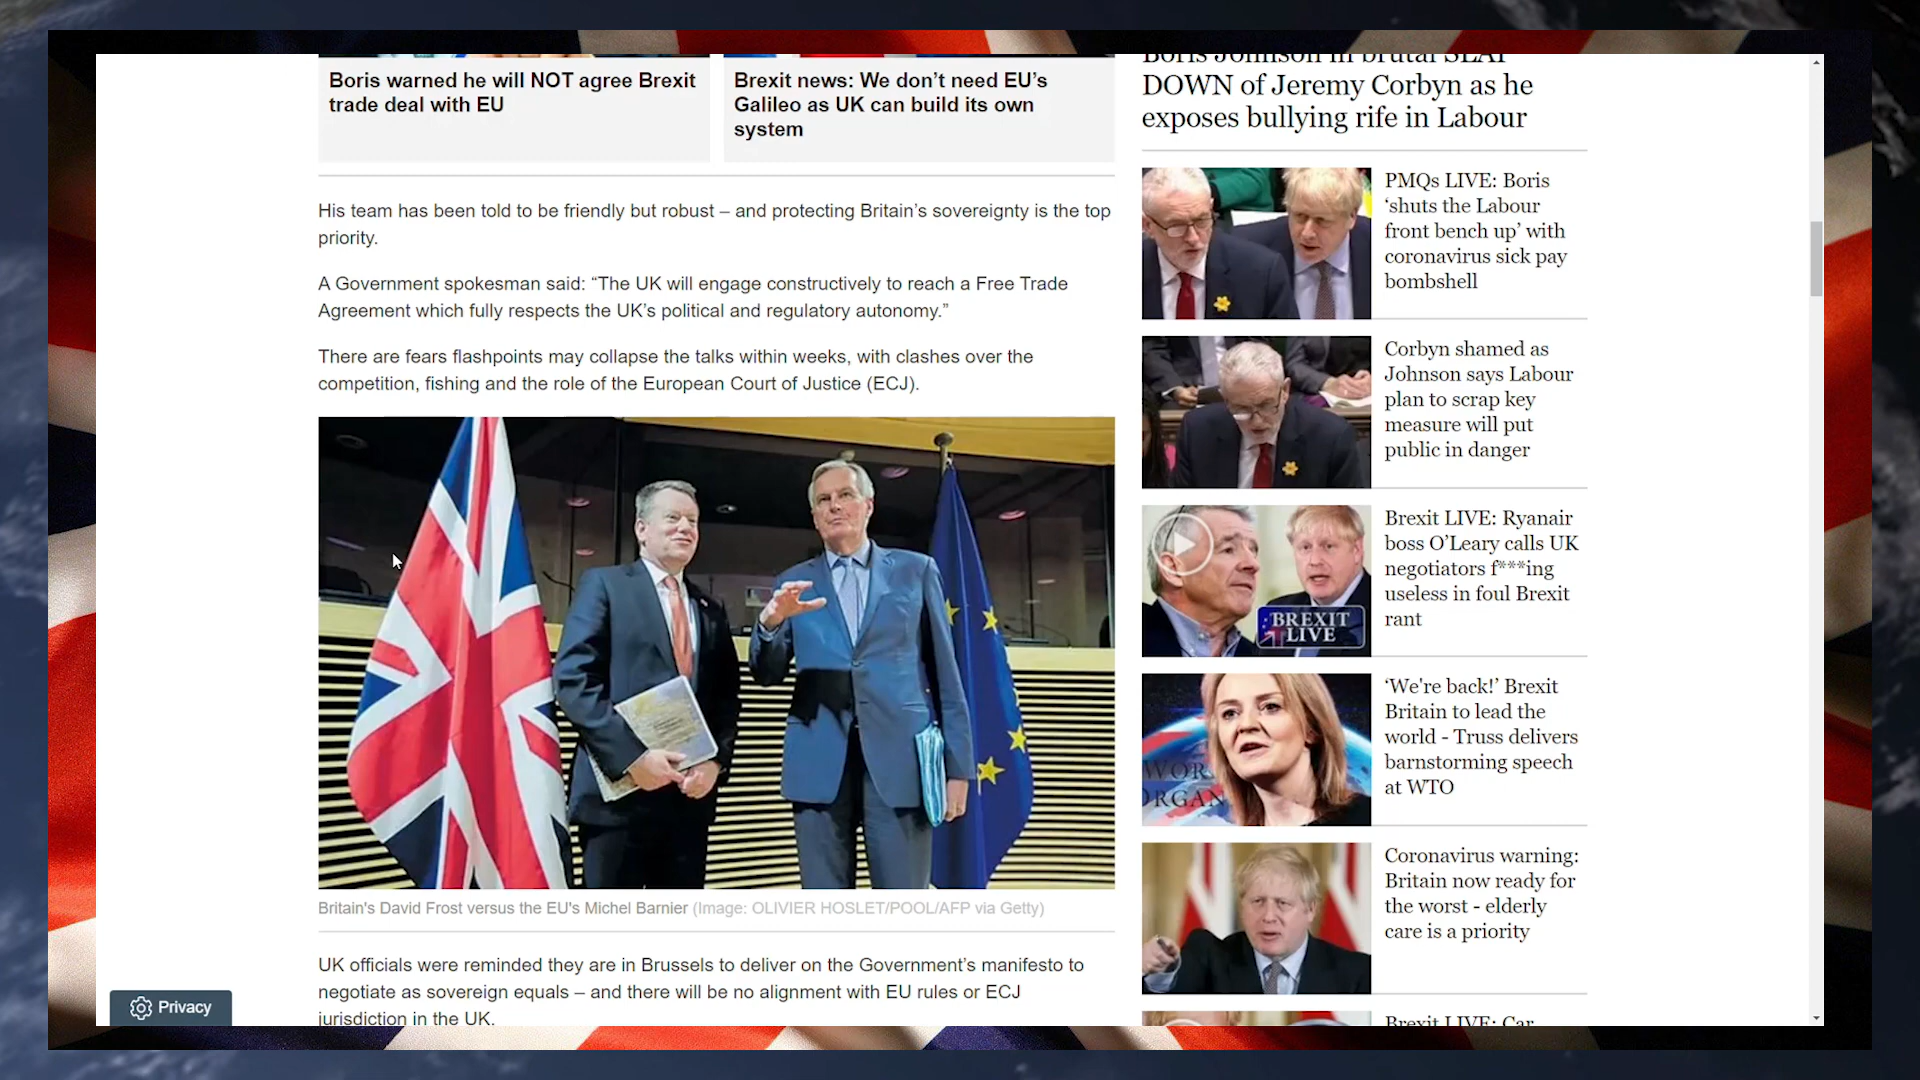 Boris warned he will NOT agree Brexit
trade deal with EU
Brexit news: We don’t need EU’s
Galileo as UK can build its own
system
His team has been told to be friendly but robust – and protecting Britain’s sovereignty is the top
priority.
A Government spokesman said: “The UK will engage constructively to reach a Free Trade
Agreement which fully respects the UK’s political and regulatory autonomy.”
There are fears flashpoints may collapse the talks within weeks, with clashes over the
competition, fishing and the role of the European Court of Justice (ECJ).
Britain's David Frost versus the EU's Michel Barnier (Image: OLIVIER HOSLET/POOL/AFP via Getty)
UK officials were reminded they are in Brussels to deliver on the Government’s manifesto to
negotiate as sovereign equals – and there will be no alignment with EU rules or ECJ
jurisdiction in the UK.
Privacy
Boris Johnson in brutal SLAP
DOWN of Jeremy Corbyn as he
exposes bullying rife in Labour
PMQs LIVE: Boris
‘shuts the Labour
front bench up’ with
coronavirus sick pay
bombshell
Corbyn shamed as
Johnson says Labour
plan to scrap key
measure will put
public in danger
BREXIT
LIVE
Brexit LIVE: Ryanair
boss O’Leary calls UK
negotiators f***ing
useless in foul Brexit
rant
WOR
ORGAN
‘We're back!’ Brexit
Britain to lead the
world - Truss delivers
barnstorming speech
at WTO
Coronavirus warning:
Britain now ready for
the worst - elderly
care is a priority
Brexit LIVE: Car